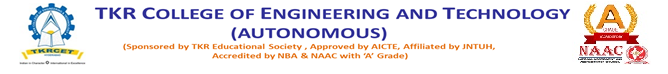 TKR COLLEGE OF ENGINEERING AND TECHNOLOGY
(AUTONOMOUS)
(Sponsored by TKR Educational Society , Approved by AICTE, Affiliated by JNTUH,
Accredited by NBA & NAAC with 'A' Grade)
TKRCET
A
NAAC